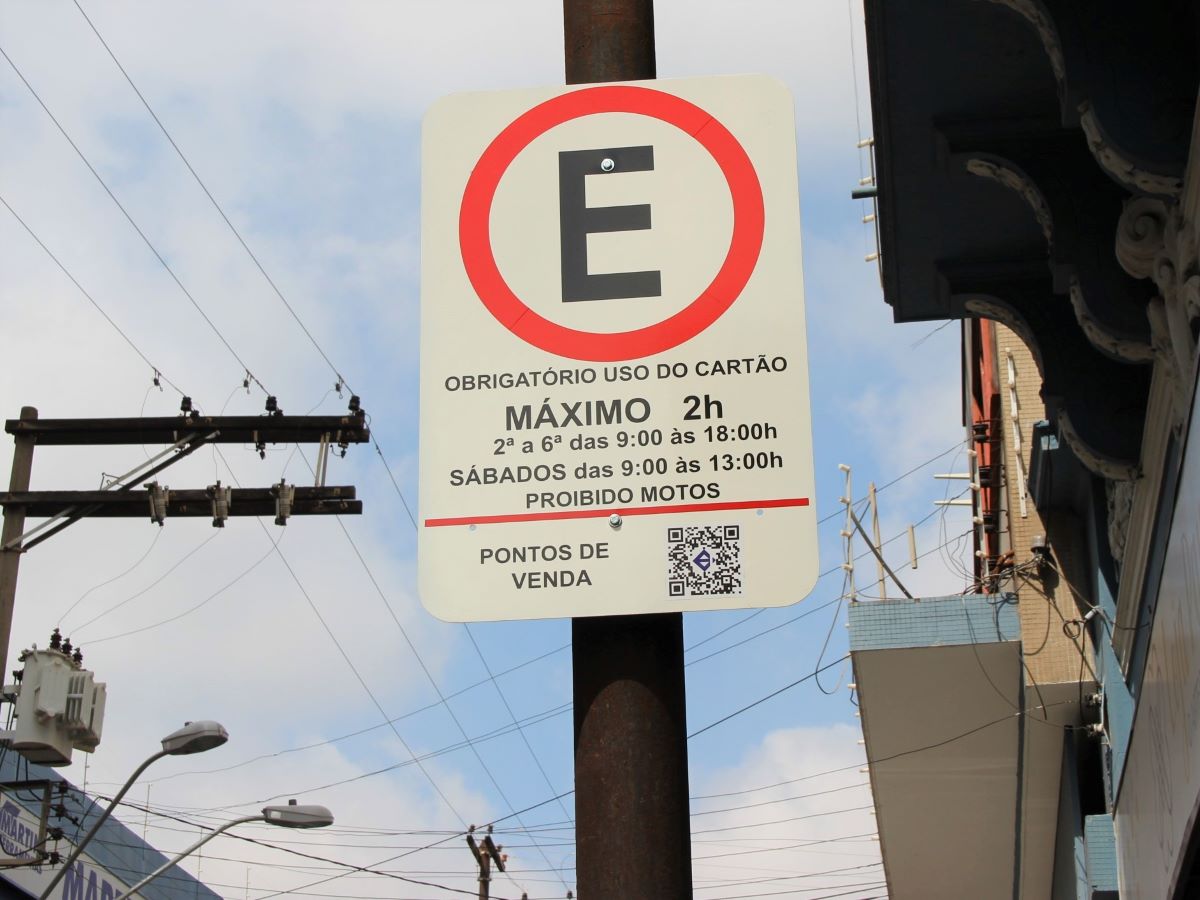 E
OBRIGATÓRIO USO DO CARTÃO
MÁXIMO 2h
2ª a 6ª das 9:00 às 18:00h
SÁBADOS das 9:00 às 13:00h
PROIBIDO MOTOS
PONTOS DE
VENDA